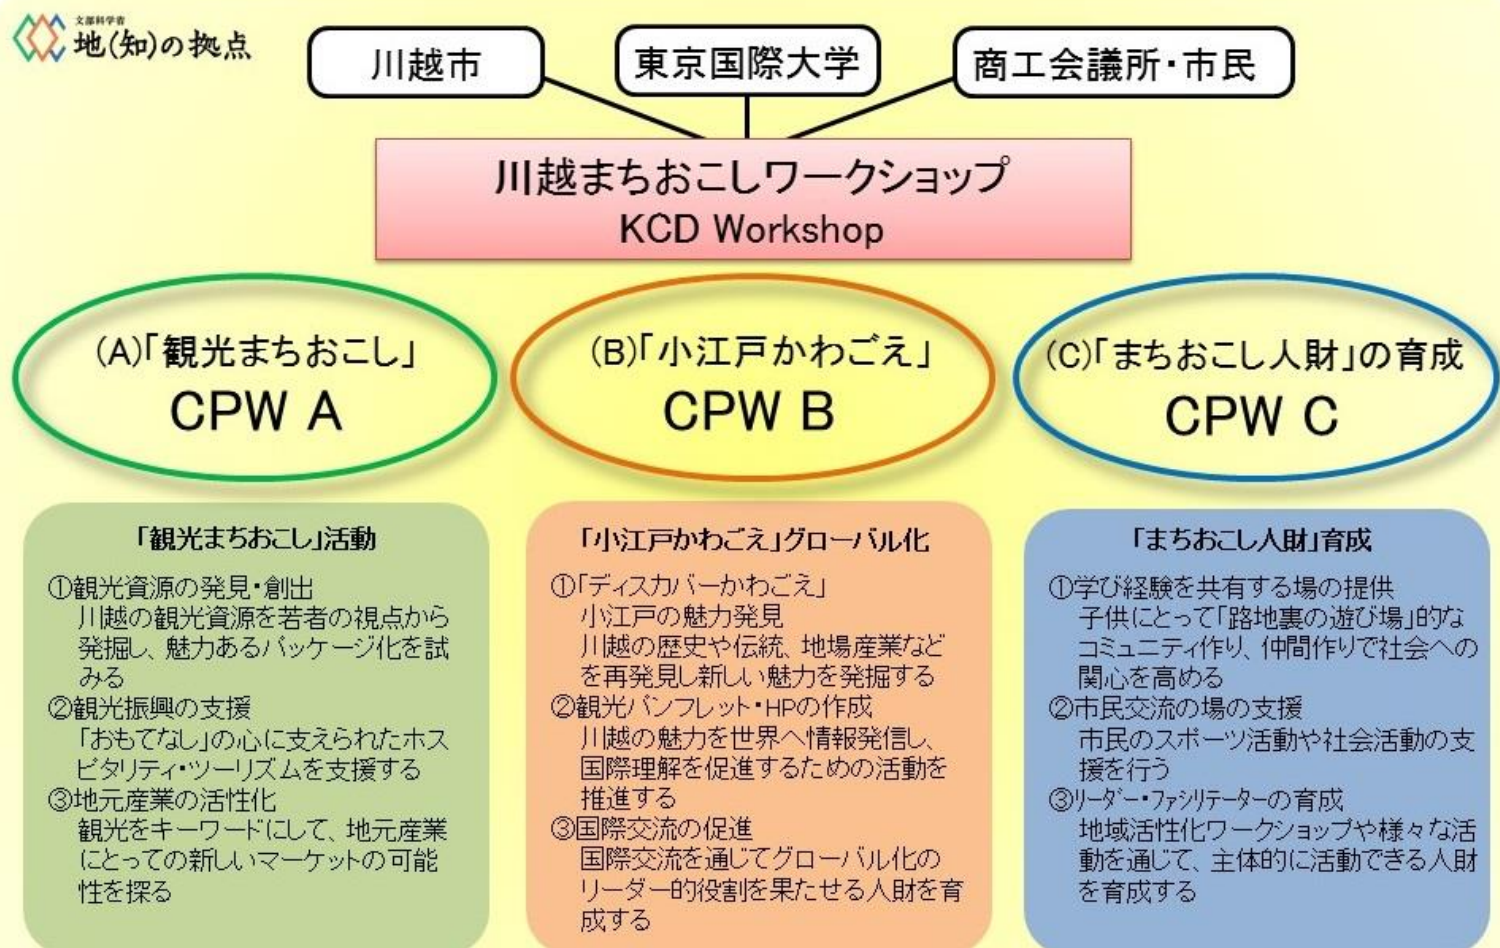 文部科学省
地(知)の拠点
川越市
東京国際大学
商工会議所・市民
川越まちおこしワークショップ
KCD Workshop
(A)「観光まちおこし」
CPW A
(B)「小江戸かわごえ」
CPW B
(C)「まちおこし人財」の育成
CPW C
「観光まちおこし」活動
①観光資源の発見・創出
川越の観光資源を若者の視点から
発掘し、魅力あるパッケージ化を試
みる
②観光振興の支援
「おもてなし」の心に支えられたホス
ピタリティ・ツーリズムを支援する
③地元産業の活性化
観光をキーワードにして、地元産業
にとっての新しいマーケットの可能
性を探る
「小江戸かわごえ」グローバル化
①「ディスカバーかわごえ」
小江戸の魅力発見
川越の歴史や伝統、地場産業など
を再発見し新しい魅力を発掘する
②観光パンフレット・HPの作成
川越の魅力を世界へ情報発信し、
国際理解を促進するための活動を
推進する
③国際交流の促進
国際交流を通じてグローバル化の
リーダー的役割を果たせる人財を育
成する
「まちおこし人財」育成
①学び経験を共有する場の提供
子供にとって「路地裏の遊び場」的な
コミュニティ作り、仲間作りで社会への
関心を高める
②市民交流の場の支援
市民のスポーツ活動や社会活動の支
援を行う
③リーダー・ファシリテーターの育成
地域活性化ワークショップや様々な活
動を通じて、主体的に活動できる人財
を育成する